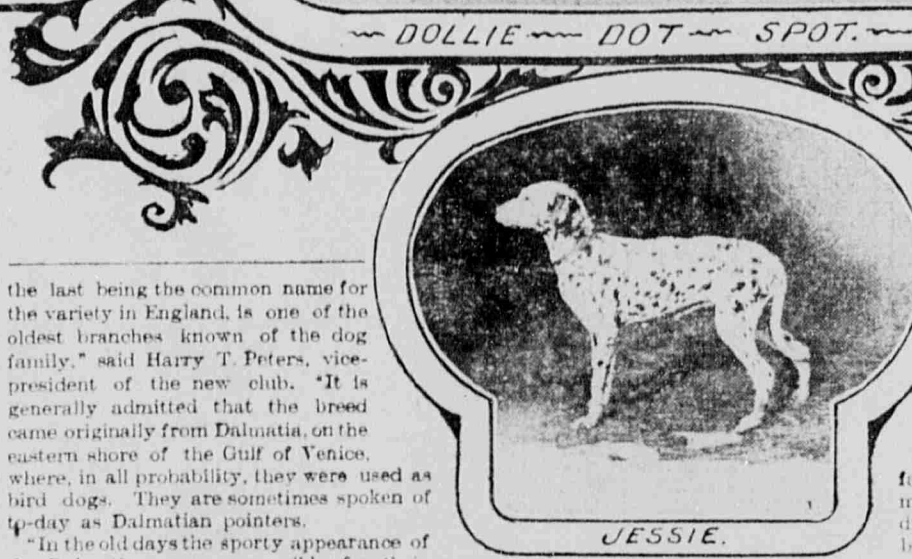 DOLLIE DOT SPOT.
the last being the common name for
the variety in England, is one of the
oldest branches known of the dog
family," said Harry T. Peters, vice-
president of the new club. "It is
generally admitted that the breed
came originally from Dalmatia, on the
eastern shore of the Gulf of Venice,
where, in all probability, they were used as
bird dogs. They are sometimes spoken of
to-day as Dalmatian pointers.
"In the old days the sporty appearance of
JESSIE.